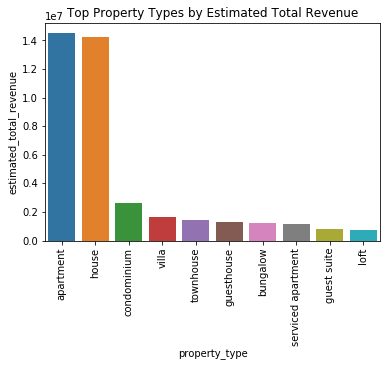 Top Property Types by Estimated Total Revenue
1e7
1.4
1.2
1.0
0.8
0.6
0.4
0.2
0.0
estimated_total_revenue
apartment
house
condominium
villa
townhouse
guesthouse
bungalow
serviced apartment
guest suite
loft
property_type